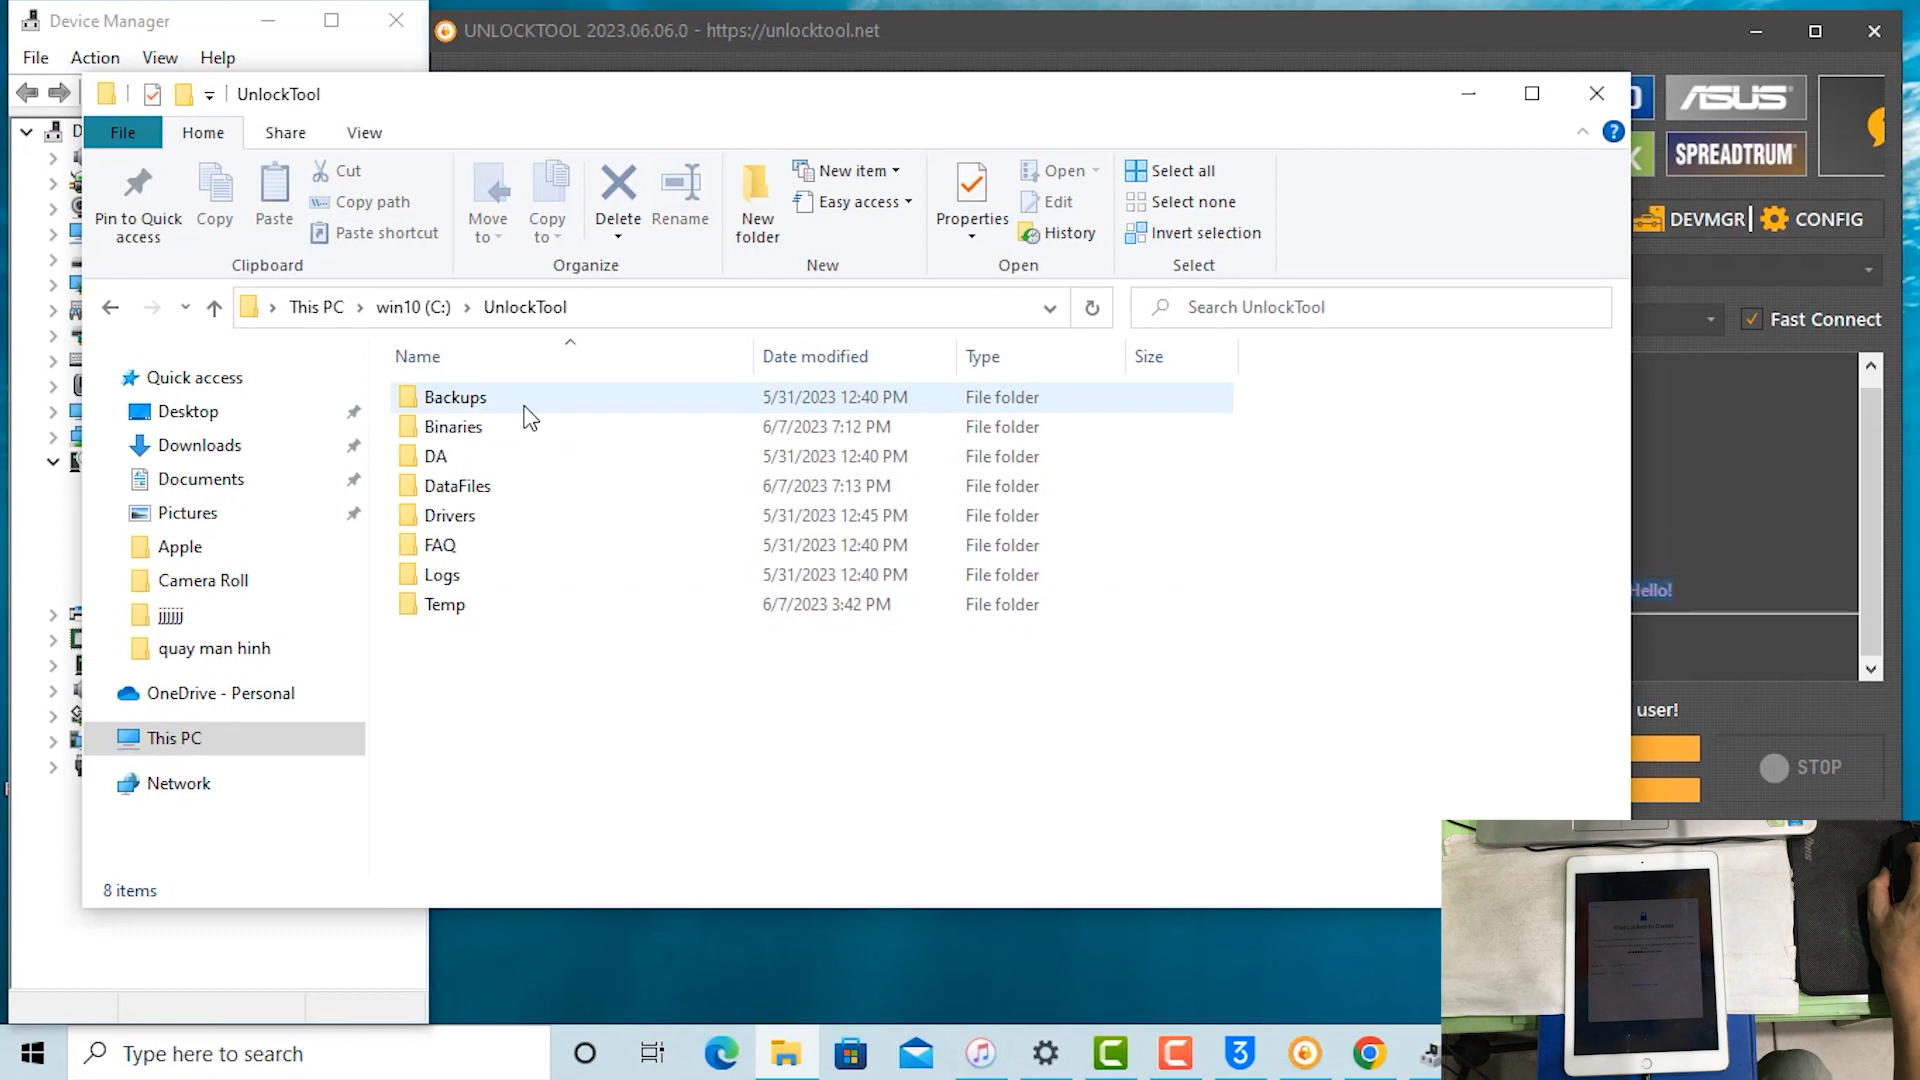 Device Manager
UNLOCKTOOL 2023.06.06.0 - https://unlocktool.net
File Action View Help
UnlockTool
ASUS
File Home Share View
SPREADTRUM
Pin to Quick access
Copy
Paste
Cut
Copy path
Paste shortcut
Move to
Copy to
Delete
Rename
New folder
New item
Easy access
Properties
Open
Edit
History
Select all
Select none
Invert selection
DEVMGR CONFIG
Clipboard Organize New Open Select
This PC win10 (C:) UnlockTool
Search UnlockTool
Fast Connect
Name Date modified Type Size
Quick access
Desktop
Downloads
Documents
Pictures
Apple
Camera Roll
jjjjjj
quay man hinh
OneDrive - Personal
This PC
Network
Backups 5/31/2023 12:40 PM File folder
Binaries 6/7/2023 7:12 PM File folder
DA 5/31/2023 12:40 PM File folder
DataFiles 6/7/2023 7:13 PM File folder
Drivers 5/31/2023 12:45 PM File folder
FAQ 5/31/2023 12:40 PM File folder
Logs 5/31/2023 12:40 PM File folder
Temp 6/7/2023 3:42 PM File folder
Hello!
user!
STOP
8 items
iPad Locked to Owner
Type here to search